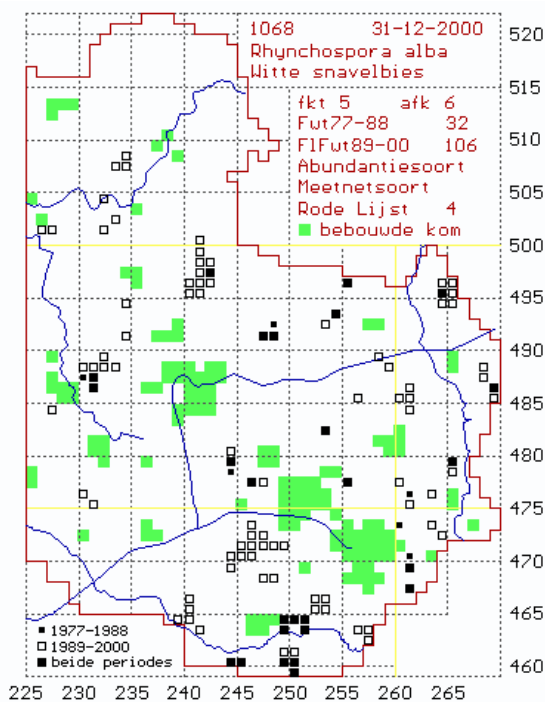 1068 31-12-2000
Rhynchospora alba
Witte snavelbies
fkt 5 afk 6
Fwt77-88 32
FlFwt89-00 106
Abundantiesoort
Meetnetsoort
Rode Lijst 4
bebouwde kom
520
515
510
505
500
495
490
485
480
475
470
465
460
1977-1988
1989-2000
beide periodes
225 230 235 240 245 250 255 260 265